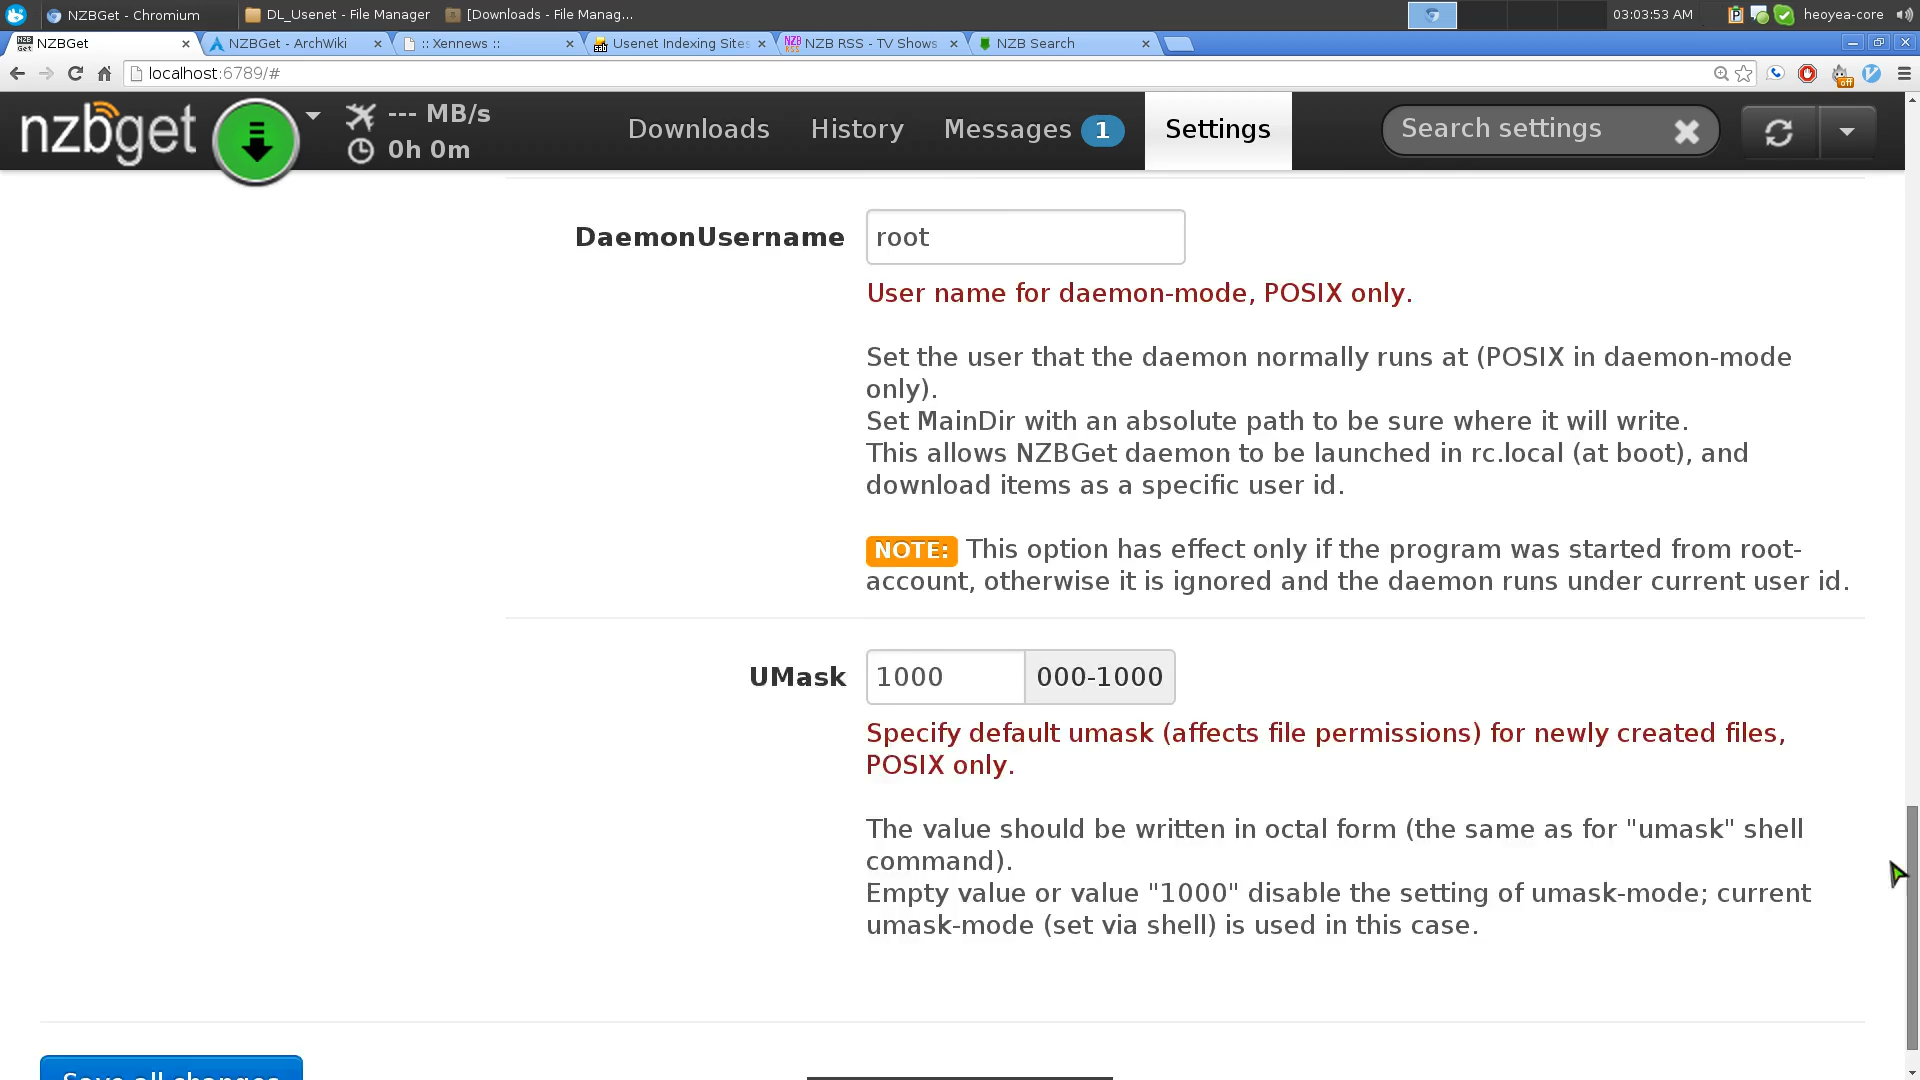 NZBGet - Chromium
DL_Usenet - File Manager
[Downloads - File Manag...
03:03:53 AM
heoyea-core
NZBGet
NZBGet - ArchWiki
:: Xennews ::
Usenet Indexing Sites
NZB RSS - TV Shows
NZB Search
localhost:6789/#
off
nzbget
--- MB/s
0h 0m
Downloads
History
Messages 1
Settings
Search settings
DaemonUsername
root
User name for daemon-mode, POSIX only.
Set the user that the daemon normally runs at (POSIX in daemon-mode
only).
Set MainDir with an absolute path to be sure where it will write.
This allows NZBGet daemon to be launched in rc.local (at boot), and
download items as a specific user id.
NOTE: This option has effect only if the program was started from root-
account, otherwise it is ignored and the daemon runs under current user id.
UMask
1000
000-1000
Specify default umask (affects file permissions) for newly created files,
POSIX only.
The value should be written in octal form (the same as for "umask" shell
command).
Empty value or value "1000" disable the setting of umask-mode; current
umask-mode (set via shell) is used in this case.
Save all changes